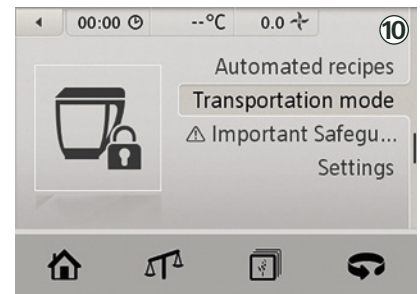 00:00 --°C 0.0 10
Automated recipes
Transportation mode
⚠ Important Safegu...
Settings